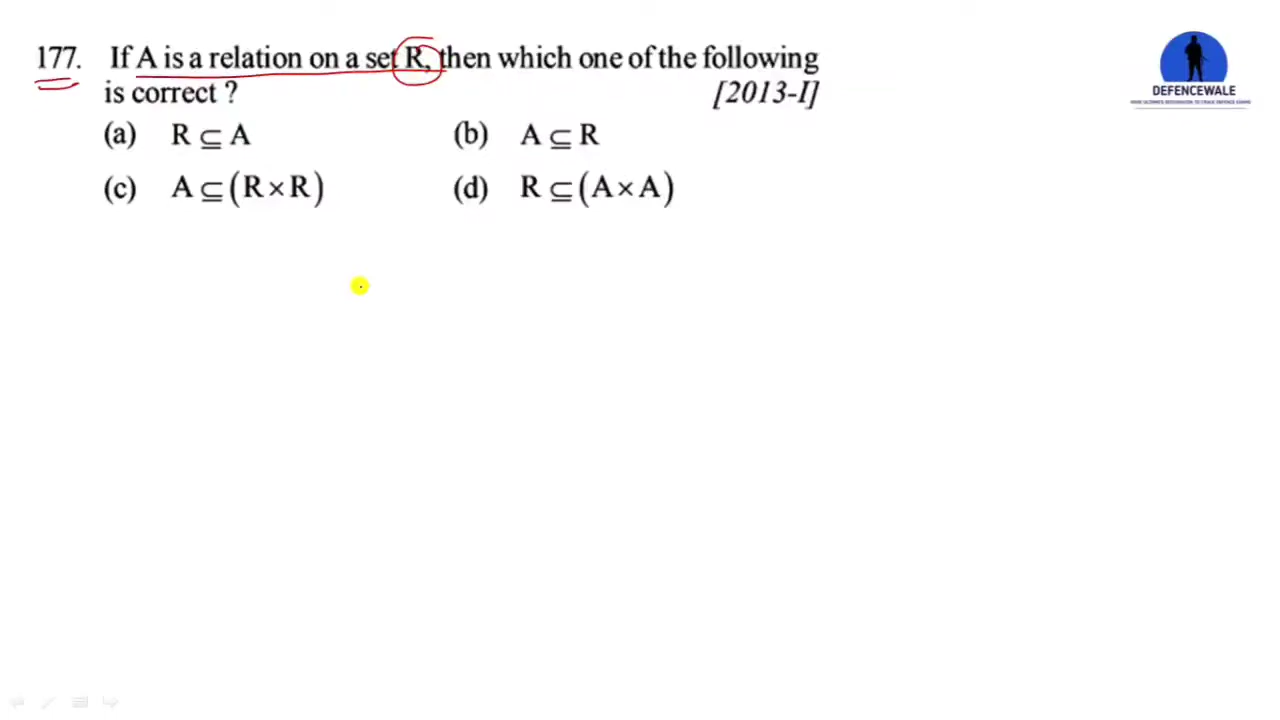 177. If A is a relation on a set R, then which one of the following
is correct ? [2013-I]
(a) R ⊆ A (b) A ⊆ R
(c) A ⊆ (R × R) (d) R ⊆ (A × A)
DEFENCEWALE